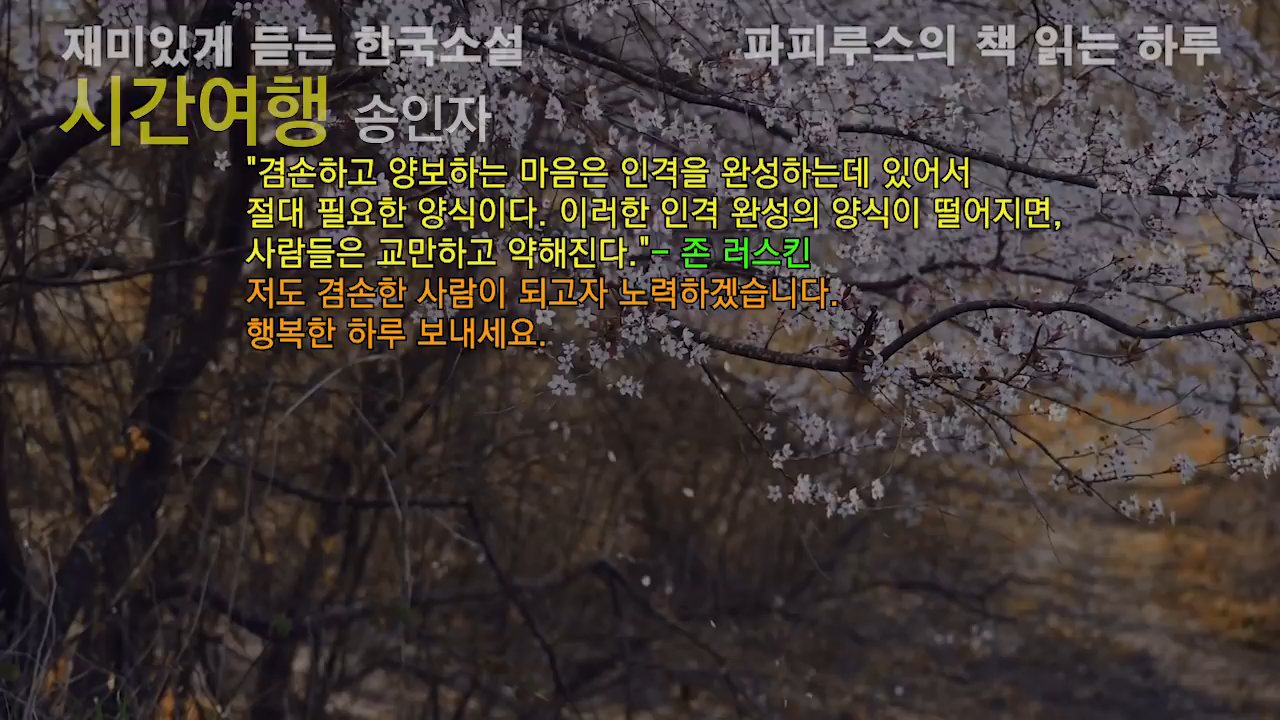 재미있게 듣는 한국소설 파피루스의 책 읽는 하루
시간여행 송인자
"겸손하고 양보하는 마음은 인격을 완성하는데 있어서
절대 필요한 양식이다. 이러한 인격 완성의 양식이 떨어지면,
사람들은 교만하고 약해진다."- 존 러스킨
저도 겸손한 사람이 되고자 노력하겠습니다.
행복한 하루 보내세요.